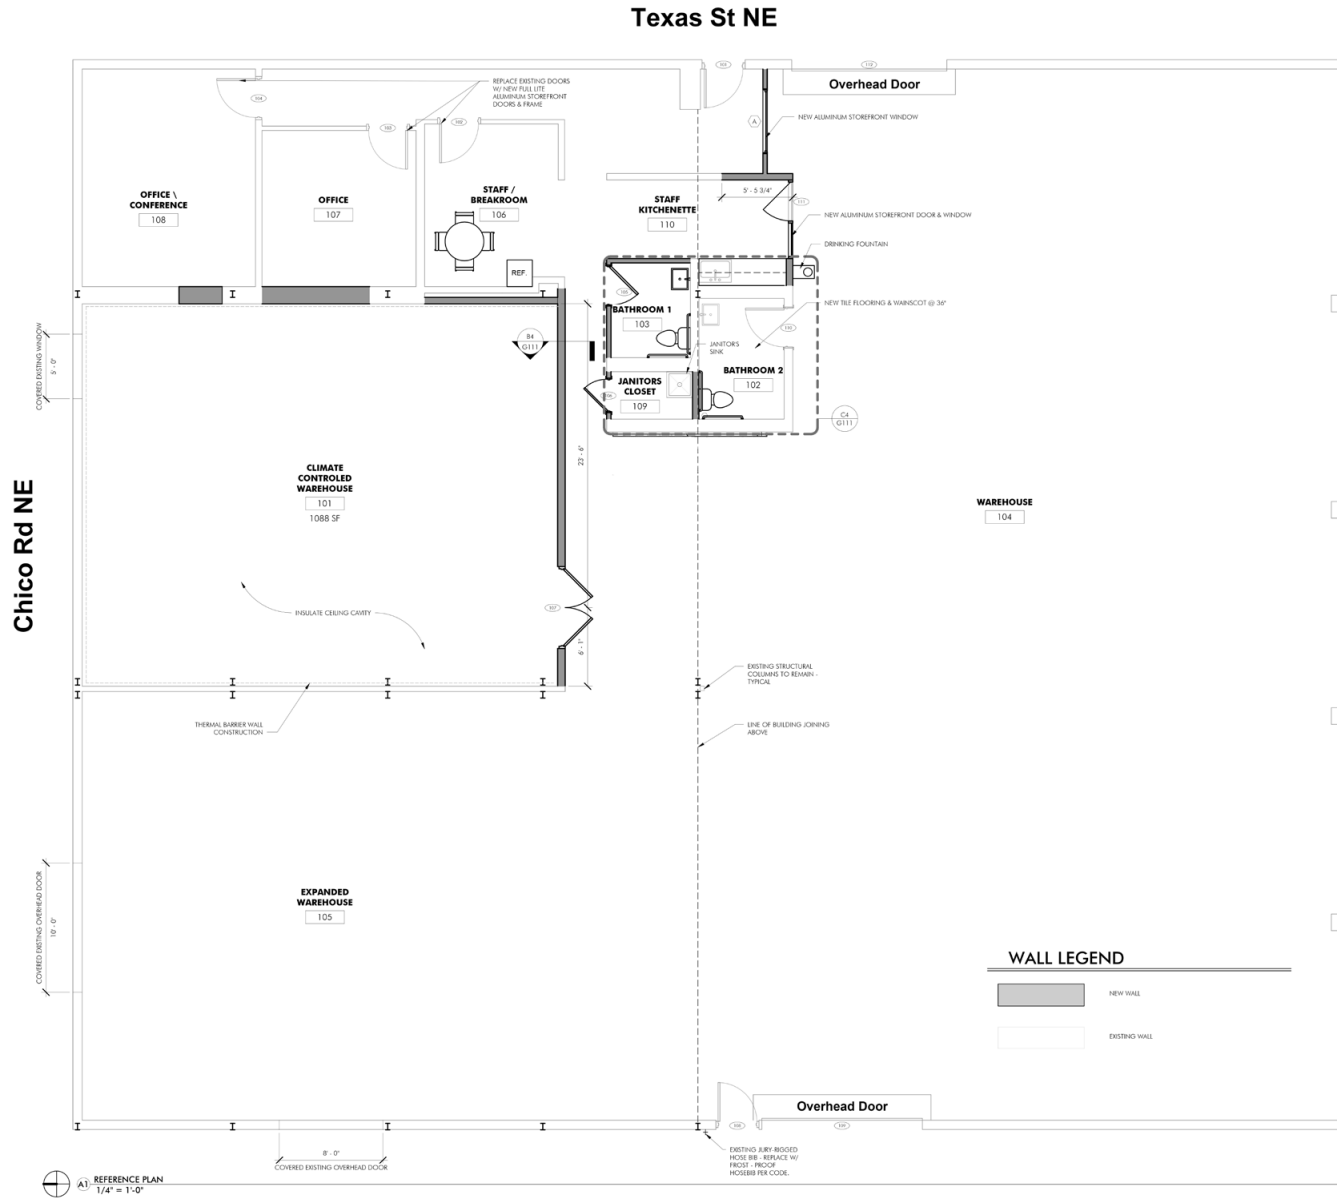 Texas St NE
Chico Rd NE
Overhead Door
REPLACE EXISTING DOORS
W/ NEW FULL LITE
ALUMINUM STOREFRONT
DOORS & FRAME
A
NEW ALUMINUM STOREFRONT WINDOW
OFFICE \
CONFERENCE
108
OFFICE
107
STAFF /
BREAKROOM
106
REF.
STAFF
KITCHENETTE
110
5' - 5 3/4"
111
NEW ALUMINUM STOREFRONT DOOR & WINDOW
DRINKING FOUNTAIN
NEW TILE FLOORING & WAINSCOT @ 36"
BATHROOM 1
103
JANITOR'S
SINK
BATHROOM 2
102
JANITORS
CLOSET
109
B4
G111
C4
G111
COVERED EXISTING WINDOW
5' - 0"
23' - 6"
CLIMATE
CONTROLED
WAREHOUSE
101
1088 SF
WAREHOUSE
104
INSULATE CEILING CAVITY
107
6' - 1"
EXISTING STRUCTURAL
COLUMNS TO REMAIN -
TYPICAL
THERMAL BARRIER WALL
CONSTRUCTION
LINE OF BUILDING JOINING
ABOVE
COVERED EXISTING OVERHEAD DOOR
10' - 0"
EXPANDED
WAREHOUSE
105
WALL LEGEND
NEW WALL
EXISTING WALL
Overhead Door
8' - 0"
COVERED EXISTING OVERHEAD DOOR
EXISTING JURY-RIGGED
HOSE BIB - REPLACE W/
FROST - PROOF
HOSEBIB PER CODE.
A1
REFERENCE PLAN
1/4" = 1'-0"